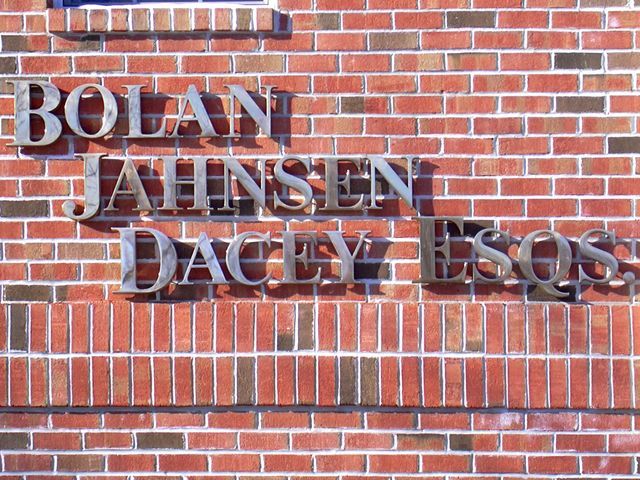 BOLAN
JAHNSEN
DACEY ESQS.